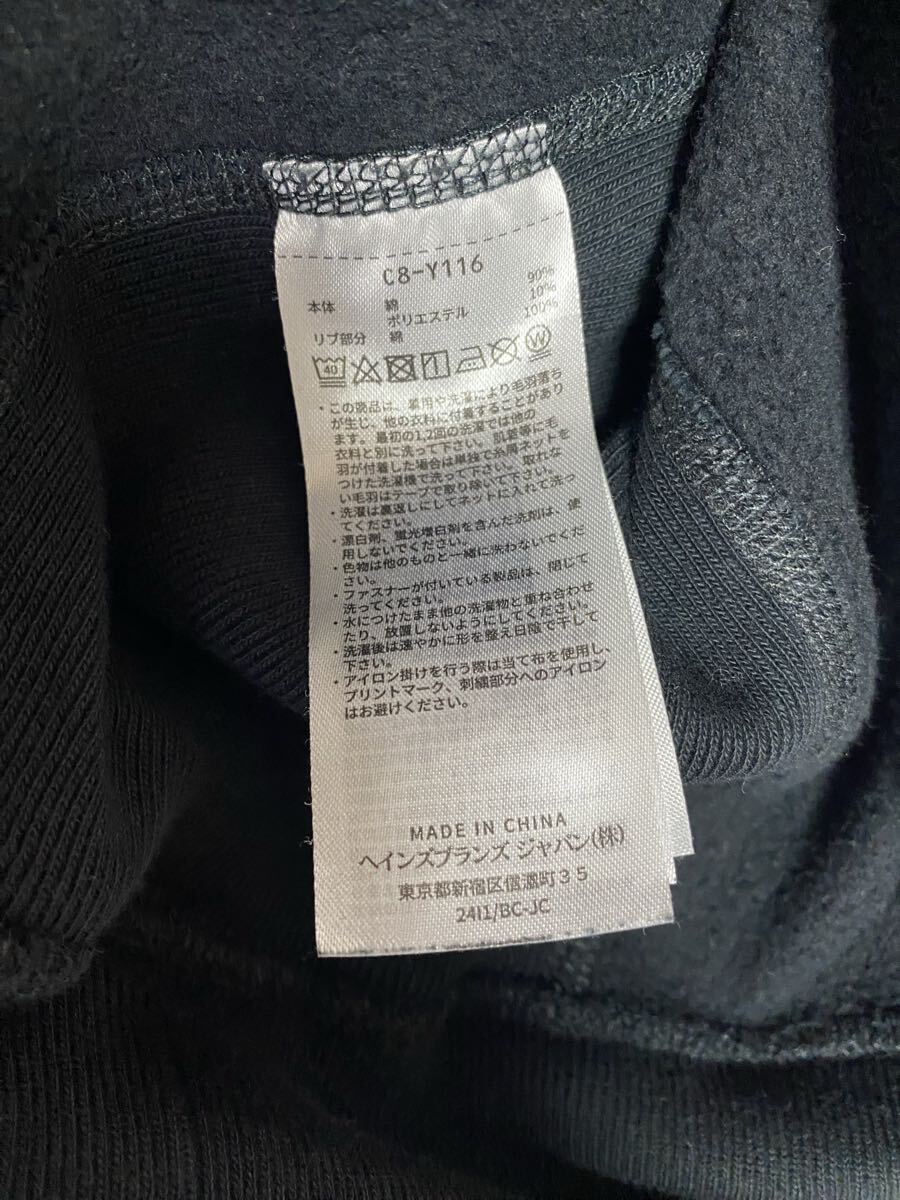 C8-Y116
本体 綿 90%
ポリエステル 10%
リブ部分 綿 100%
40 W
・この商品は、着用や洗濯により毛羽落ち
が生じ、他の衣料に付着することがあり
ます。最初の1,2回の洗濯では他の
衣料と別に洗って下さい。肌着等に毛
羽が付着した場合は単独で糸屑ネットを
つけた洗濯機で洗って下さい。取れな
い毛羽はテープで取り除いて下さい。
・洗濯は裏返しにしてネットに入れて洗っ
てください。
・漂白剤、蛍光増白剤を含んだ洗剤は、使
用しないでください。
・色物は他のものと一緒に洗わないでくだ
さい。
・ファスナーが付いている製品は、閉じて
洗ってください。
・水につけたまま他の洗濯物と重ね合わせ
たり、放置しないようにしてください。
・洗濯後は速やかに形を整え日陰で干して
下さい。
・アイロン掛けを行う際は当て布を使用し、
プリントマーク、刺繍部分へのアイロン
はお避けください。
MADE IN CHINA
ヘインズブランズ ジャパン(株)
東京都新宿区信濃町35
24I1/BC-JC